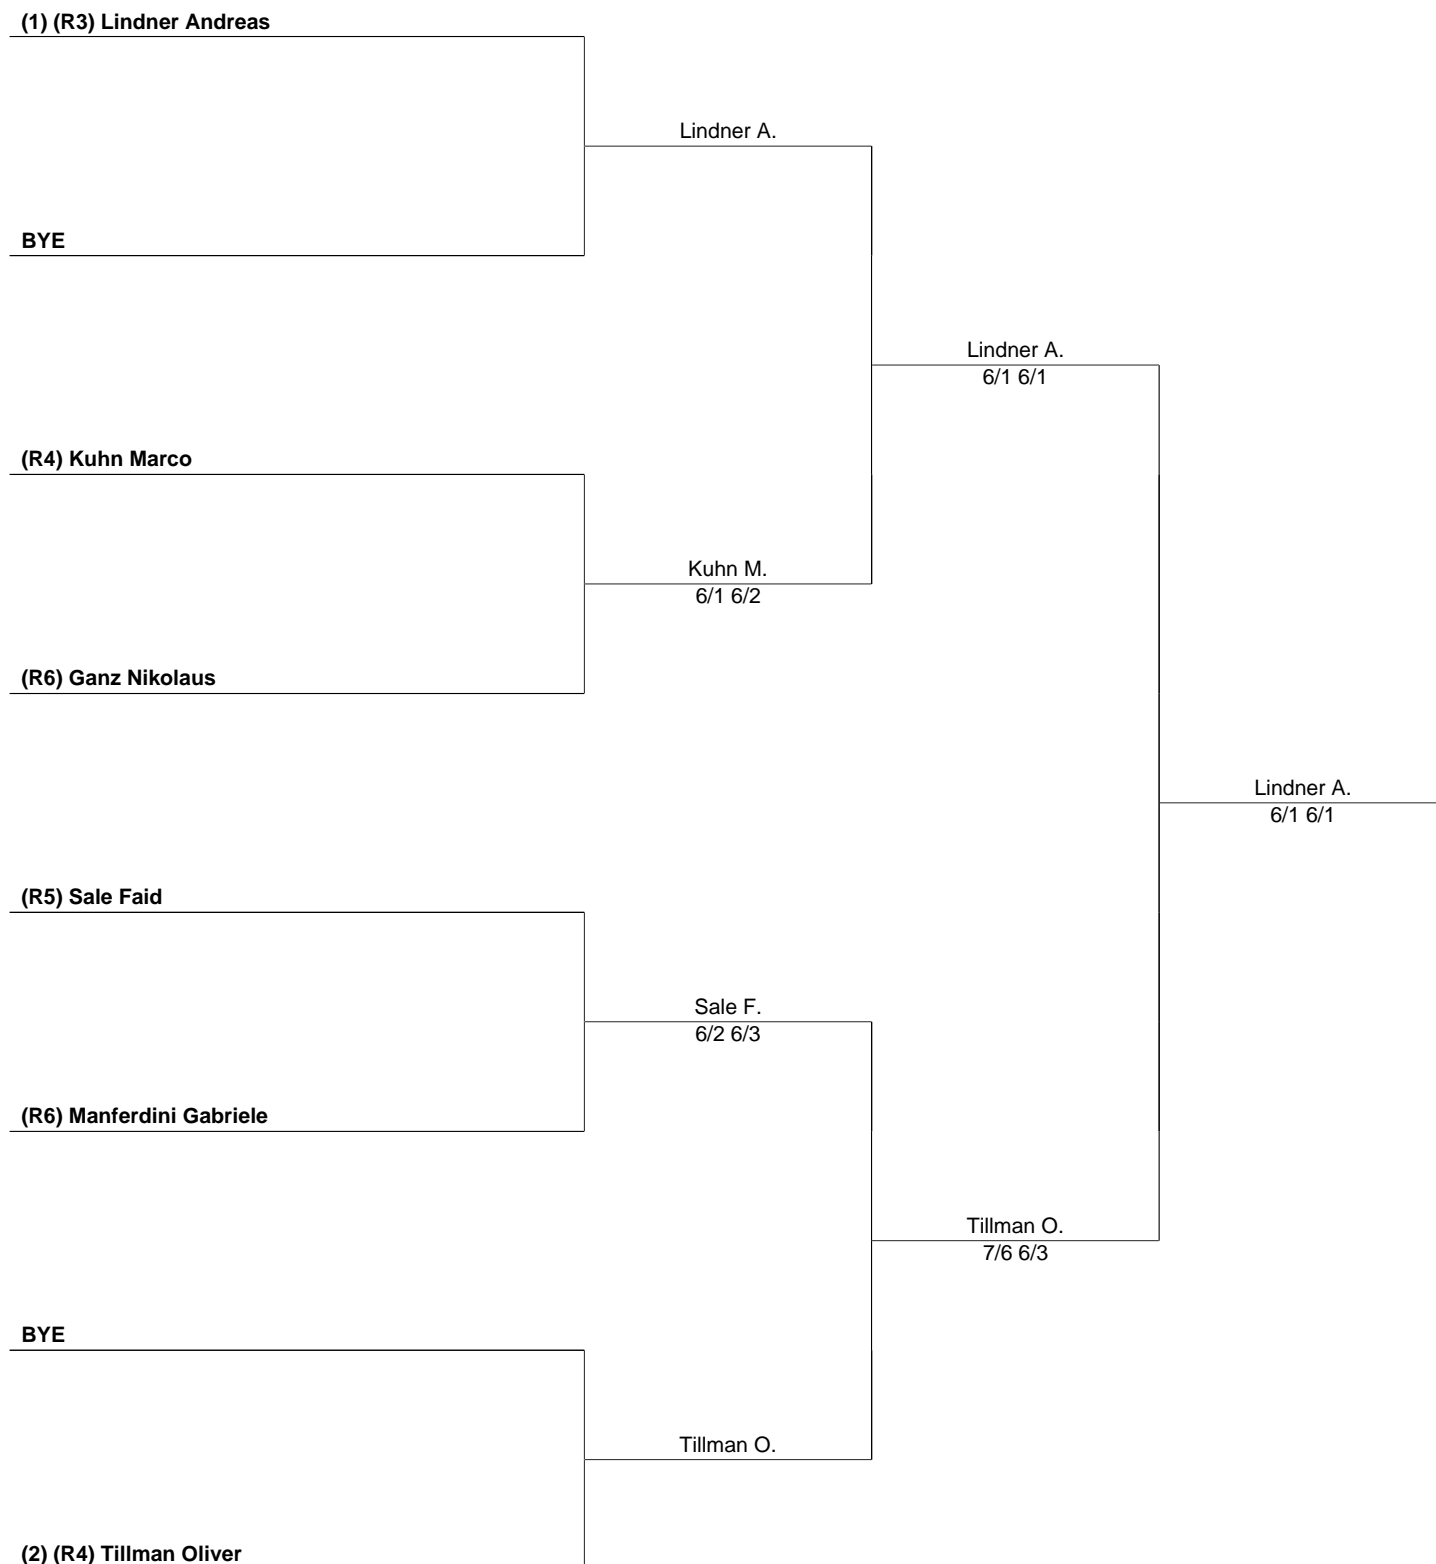 (1) (R3) Lindner Andreas
Lindner A.
BYE
Lindner A.
6/1 6/1
(R4) Kuhn Marco
Kuhn M.
6/1 6/2
(R6) Ganz Nikolaus
Lindner A.
6/1 6/1
(R5) Sale Faid
Sale F.
6/2 6/3
(R6) Manferdini Gabriele
Tillman O.
7/6 6/3
BYE
Tillman O.
(2) (R4) Tillman Oliver